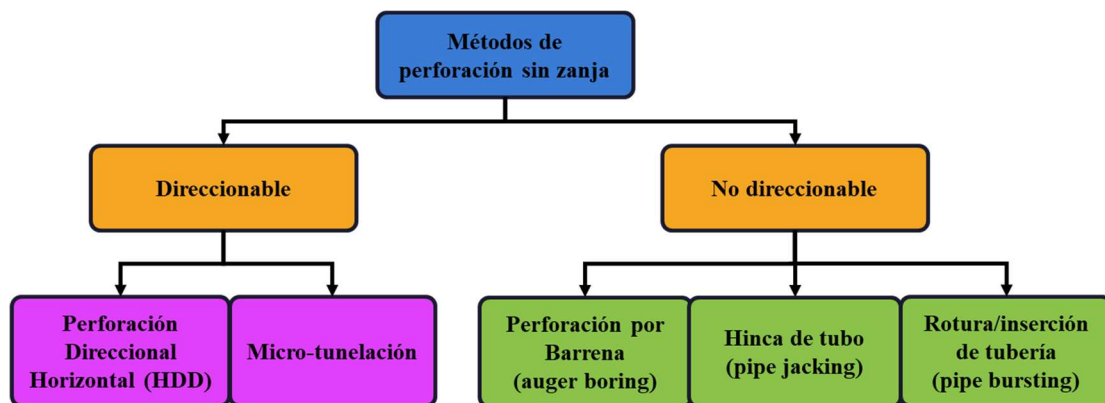 Métodos de
perforación sin zanja
Direccionable
No direccionable
Perforación
Direccional
Horizontal (HDD)
Micro-tunelación
Perforación por
Barrena
(auger boring)
Hinca de tubo
(pipe jacking)
Rotura/inserción
de tubería
(pipe bursting)